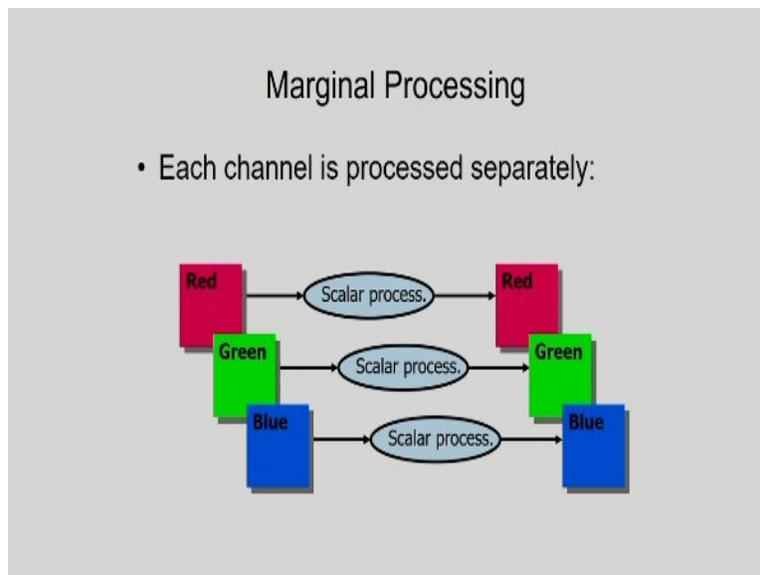 Marginal Processing
• Each channel is processed separately:
Red
Scalar process.
Red
Green
Scalar process.
Green
Blue
Scalar process.
Blue